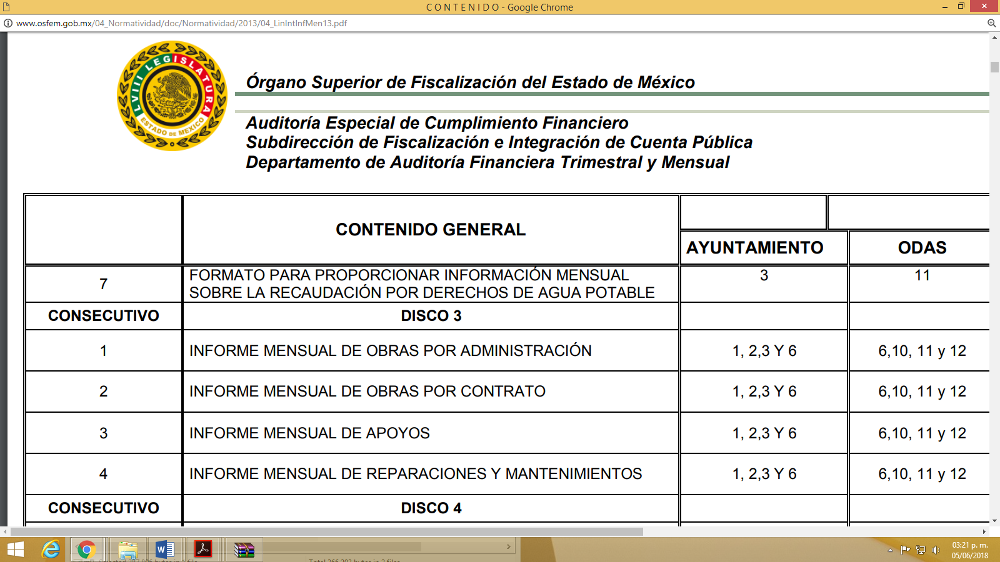 C O N T E N I D O - Google Chrome
www.osfem.gob.mx/04_Normatividad/doc/Normatividad/2013/04_LinIntInfMen13.pdf
LVIII LEGISLATURA
ESTADO DE MEXICO
Órgano Superior de Fiscalización del Estado de México
Auditoría Especial de Cumplimiento Financiero
Subdirección de Fiscalización e Integración de Cuenta Pública
Departamento de Auditoría Financiera Trimestral y Mensual
CONTENIDO GENERAL
AYUNTAMIENTO ODAS
7 FORMATO PARA PROPORCIONAR INFORMACIÓN MENSUAL 3 11
SOBRE LA RECAUDACIÓN POR DERECHOS DE AGUA POTABLE
CONSECUTIVO DISCO 3
1 INFORME MENSUAL DE OBRAS POR ADMINISTRACIÓN 1, 2,3 Y 6 6,10, 11 y 12
2 INFORME MENSUAL DE OBRAS POR CONTRATO 1, 2,3 Y 6 6,10, 11 y 12
3 INFORME MENSUAL DE APOYOS 1, 2,3 Y 6 6,10, 11 y 12
4 INFORME MENSUAL DE REPARACIONES Y MANTENIMIENTOS 1, 2,3 Y 6 6,10, 11 y 12
CONSECUTIVO DISCO 4
03:21 p. m.
05/06/2018